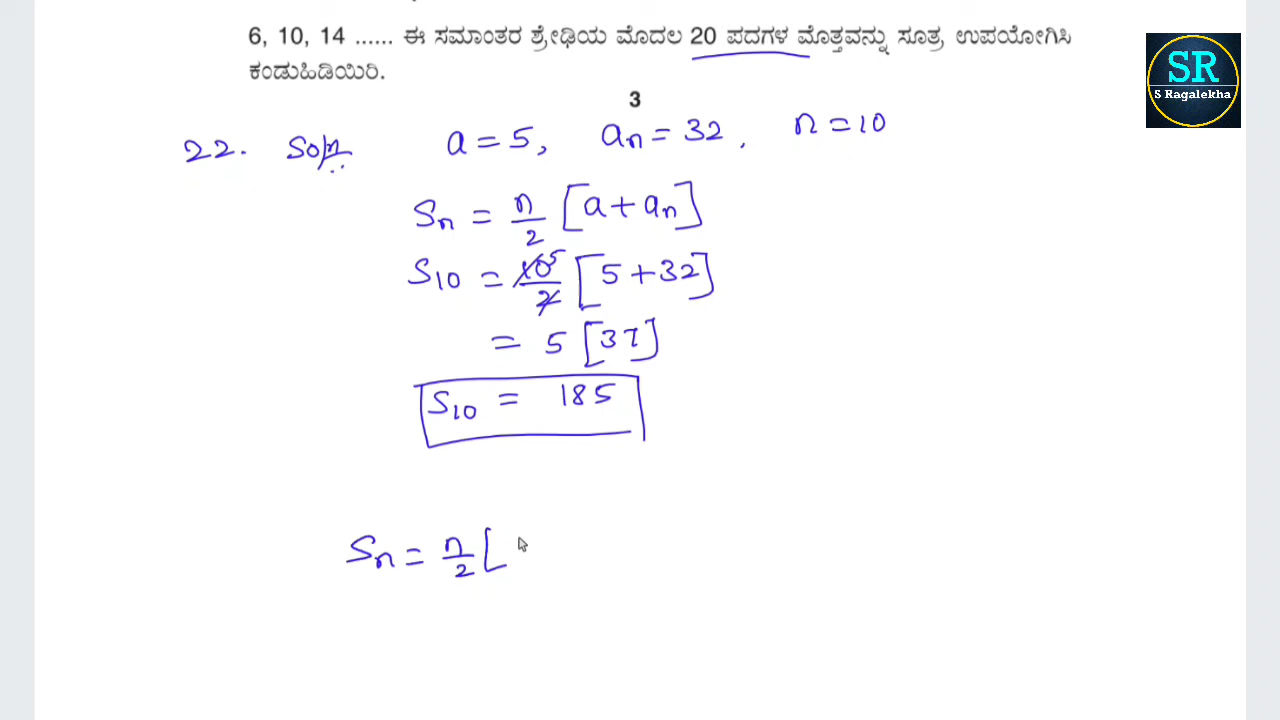 6, 10, 14 ...... ಈ ಸಮಾಂತರ ಶ್ರೇಢಿಯ ಮೊದಲ 20 ಪದಗಳ ಮೊತ್ತವನ್ನು ಸೂತ್ರ ಉಪಯೋಗಿಸಿ
ಕಂಡುಹಿಡಿಯಿರಿ.
SR
S Ragalekha
3
22. Soln a = 5, an = 32, n = 10
Sn = n/2 [a + an]
S10 = 10/2 5 [5 + 32]
= 5 [37]
S10 = 185
Sn = n/2 [